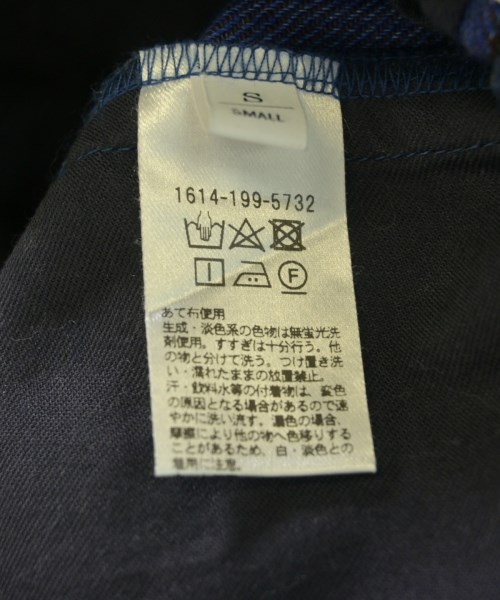 S
SMALL
1614-199-5732
F
あて布使用
生成・淡色系の色物は無蛍光洗
剤使用。すすぎは十分行う。他
の物と分けて洗う。つけ置き洗
い・濡れたままの放置禁止。
汗・飲料水等の付着物は、変色
の原因となる場合があるので速
やかに洗い流す。濃色の場合、
摩擦により他の物へ色移りする
ことがあるため、白・淡色との
着用に注意。